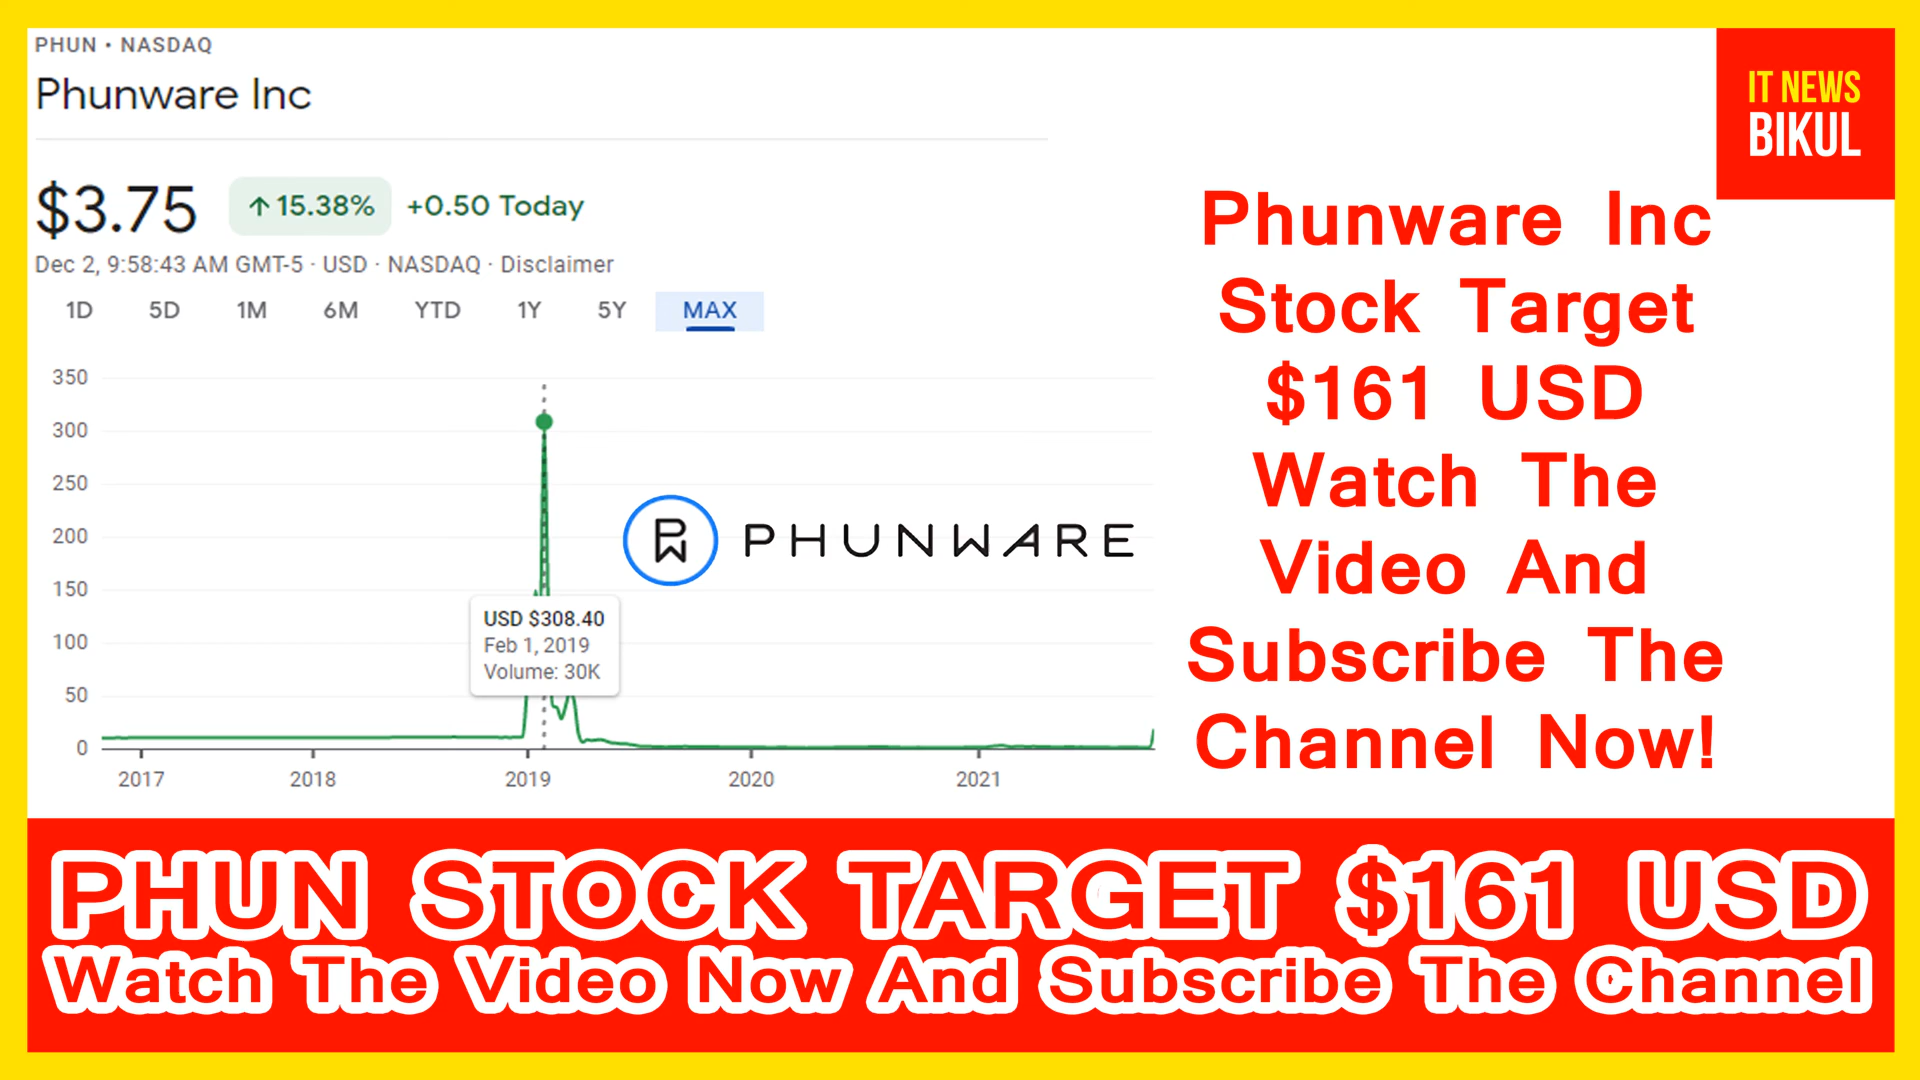 PHUN • NASDAQ
Phunware Inc
$3.75 ↑ 15.38% +0.50 Today
Dec 2, 9:58:43 AM GMT-5 · USD · NASDAQ · Disclaimer
1D 5D 1M 6M YTD 1Y 5Y MAX
350
300
250
200
150
100
50
0
2017 2018 2019 2020 2021
USD $308.40
Feb 1, 2019
Volume: 30K
PW PHUNWARE
IT NEWS
BIKUL
Phunware Inc
Stock Target
$161 USD
Watch The
Video And
Subscribe The
Channel Now!
PHUN STOCK TARGET $161 USD
Watch The Video Now And Subscribe The Channel